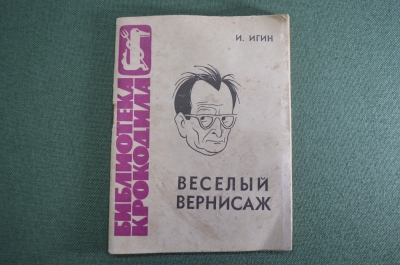 БИБЛИОТЕКА
КРОКОДИЛА
И. ИГИН
ВЕСЕЛЫЙ
ВЕРНИСАЖ